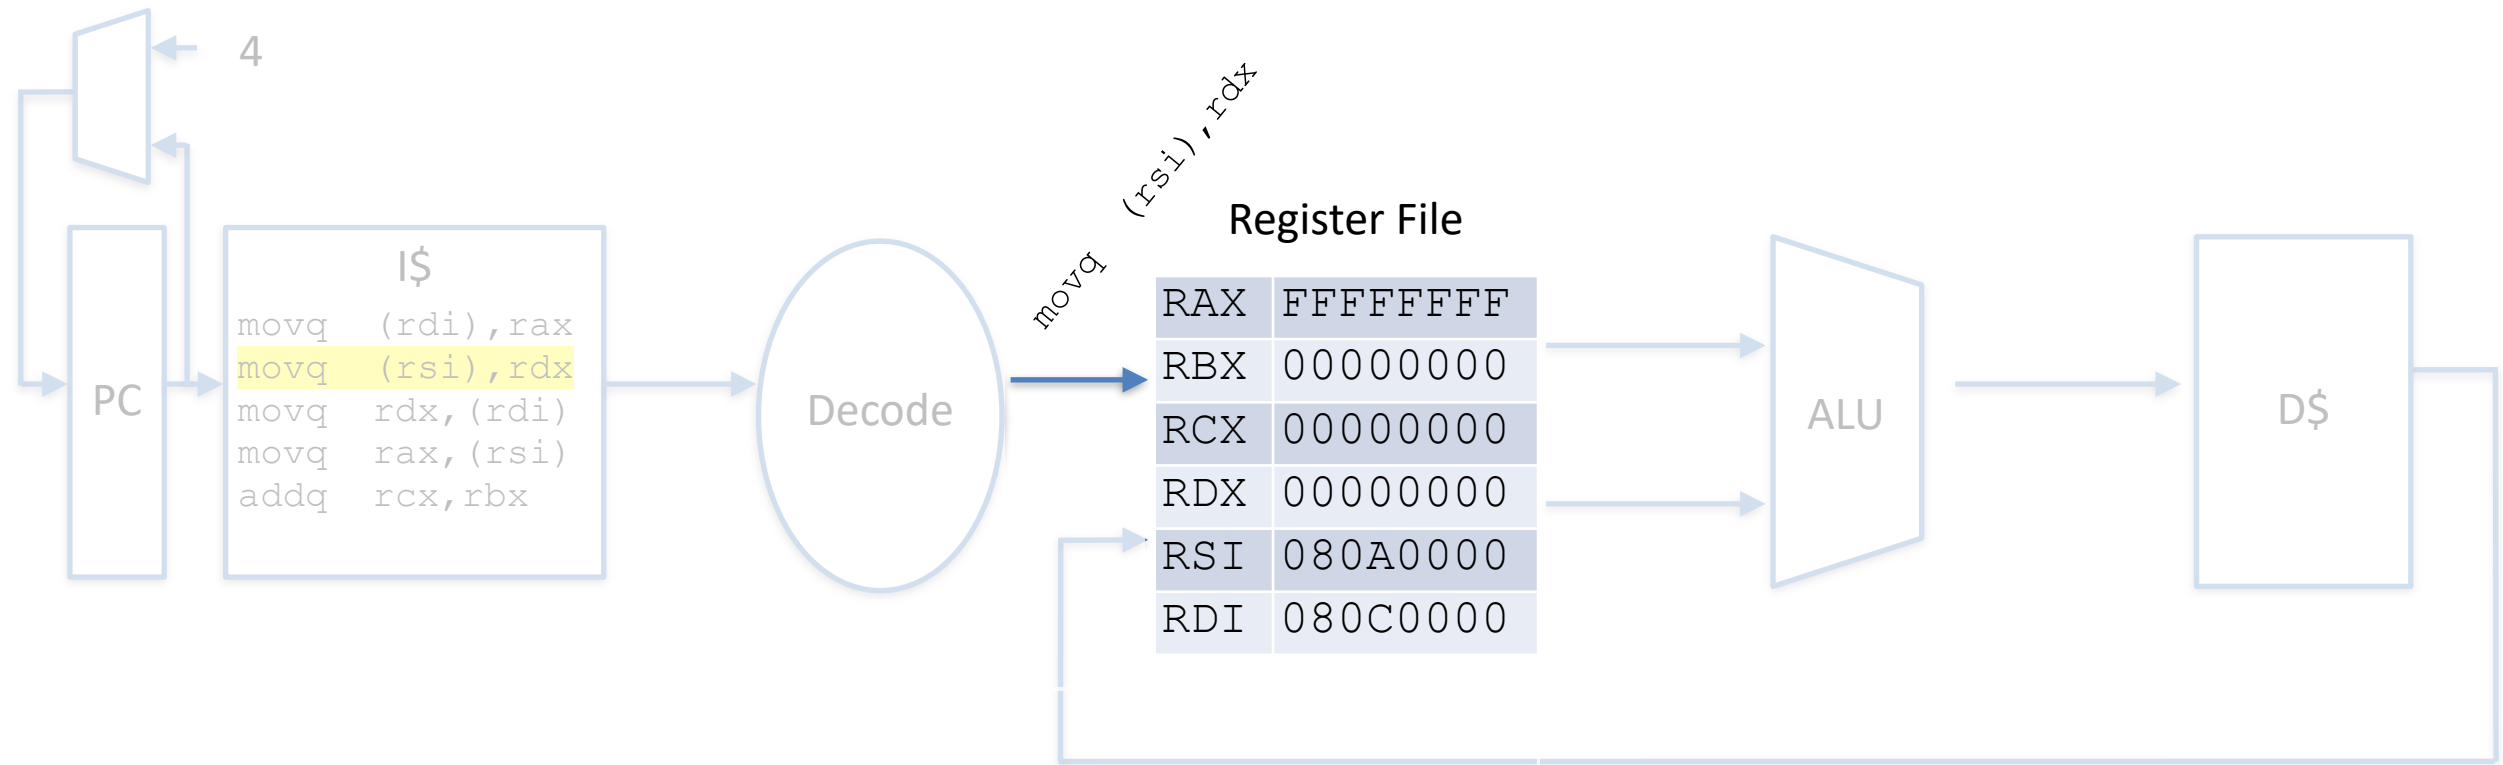 4
movq (rsi),rdx
Register File
I$
movq (rdi),rax
movq (rsi),rdx
movq rdx,(rdi)
movq rax,(rsi)
addq rcx,rbx
PC
Decode
RAX FFFFFFFF
RBX 00000000
RCX 00000000
RDX 00000000
RSI 080A0000
RDI 080C0000
ALU
D$